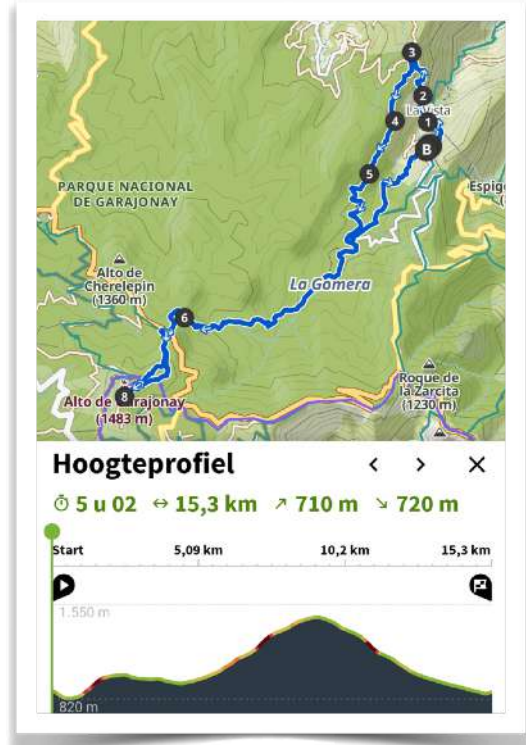 3
2
La Vista
1
4
B
5
PARQUE NACIONAL
DE GARAJONAY
Espig
Alto de
Cherelepín
(1360 m)
La Gomera
6
Roque de
la Zarcita
(1230 m)
8
Alto de Garajonay
(1483 m)
Hoogteprofiel
5 u 02 ↔ 15,3 km ↗ 710 m ↘ 720 m
Start 5,09 km 10,2 km 15,3 km
1.550 m
820 m